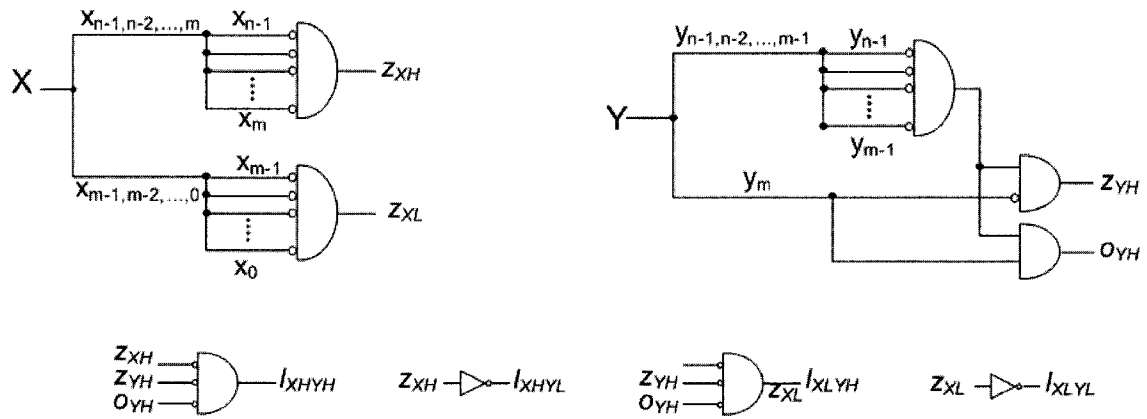 X
x_{n-1,n-2,...,m}
x_{n-1}
x_m
z_{XH}
x_{m-1,m-2,...,0}
x_{m-1}
x_0
z_{XL}
Y
y_{n-1,n-2,...,m-1}
y_{n-1}
y_{m-1}
y_m
z_{YH}
o_{YH}
z_{XH}
z_{YH}
o_{YH}
I_{XHYH}
z_{XH}
I_{XHYL}
z_{YH}
o_{YH}
z_{XL}
I_{XLYH}
z_{XL}
I_{XLYL}